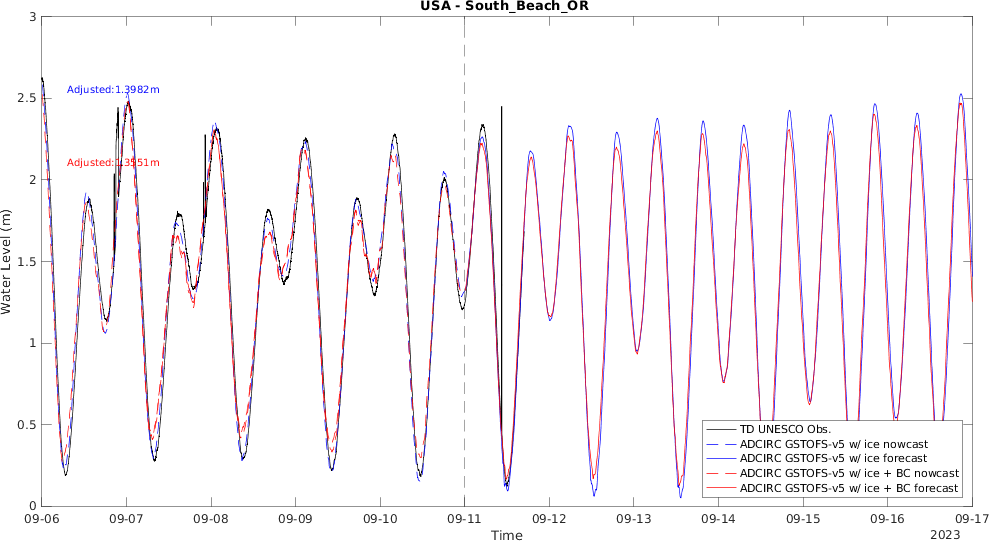 USA - South_Beach_OR
3
2.5
2
1.5
1
0.5
0
Water Level (m)
Adjusted:1.3982m
Adjusted:1.3551m
TD UNESCO Obs.
ADCIRC GSTOFS-v5 w/ ice nowcast
ADCIRC GSTOFS-v5 w/ ice forecast
ADCIRC GSTOFS-v5 w/ ice + BC nowcast
ADCIRC GSTOFS-v5 w/ ice + BC forecast
09-06 09-07 09-08 09-09 09-10 09-11 09-12 09-13 09-14 09-15 09-16 09-17
Time
2023